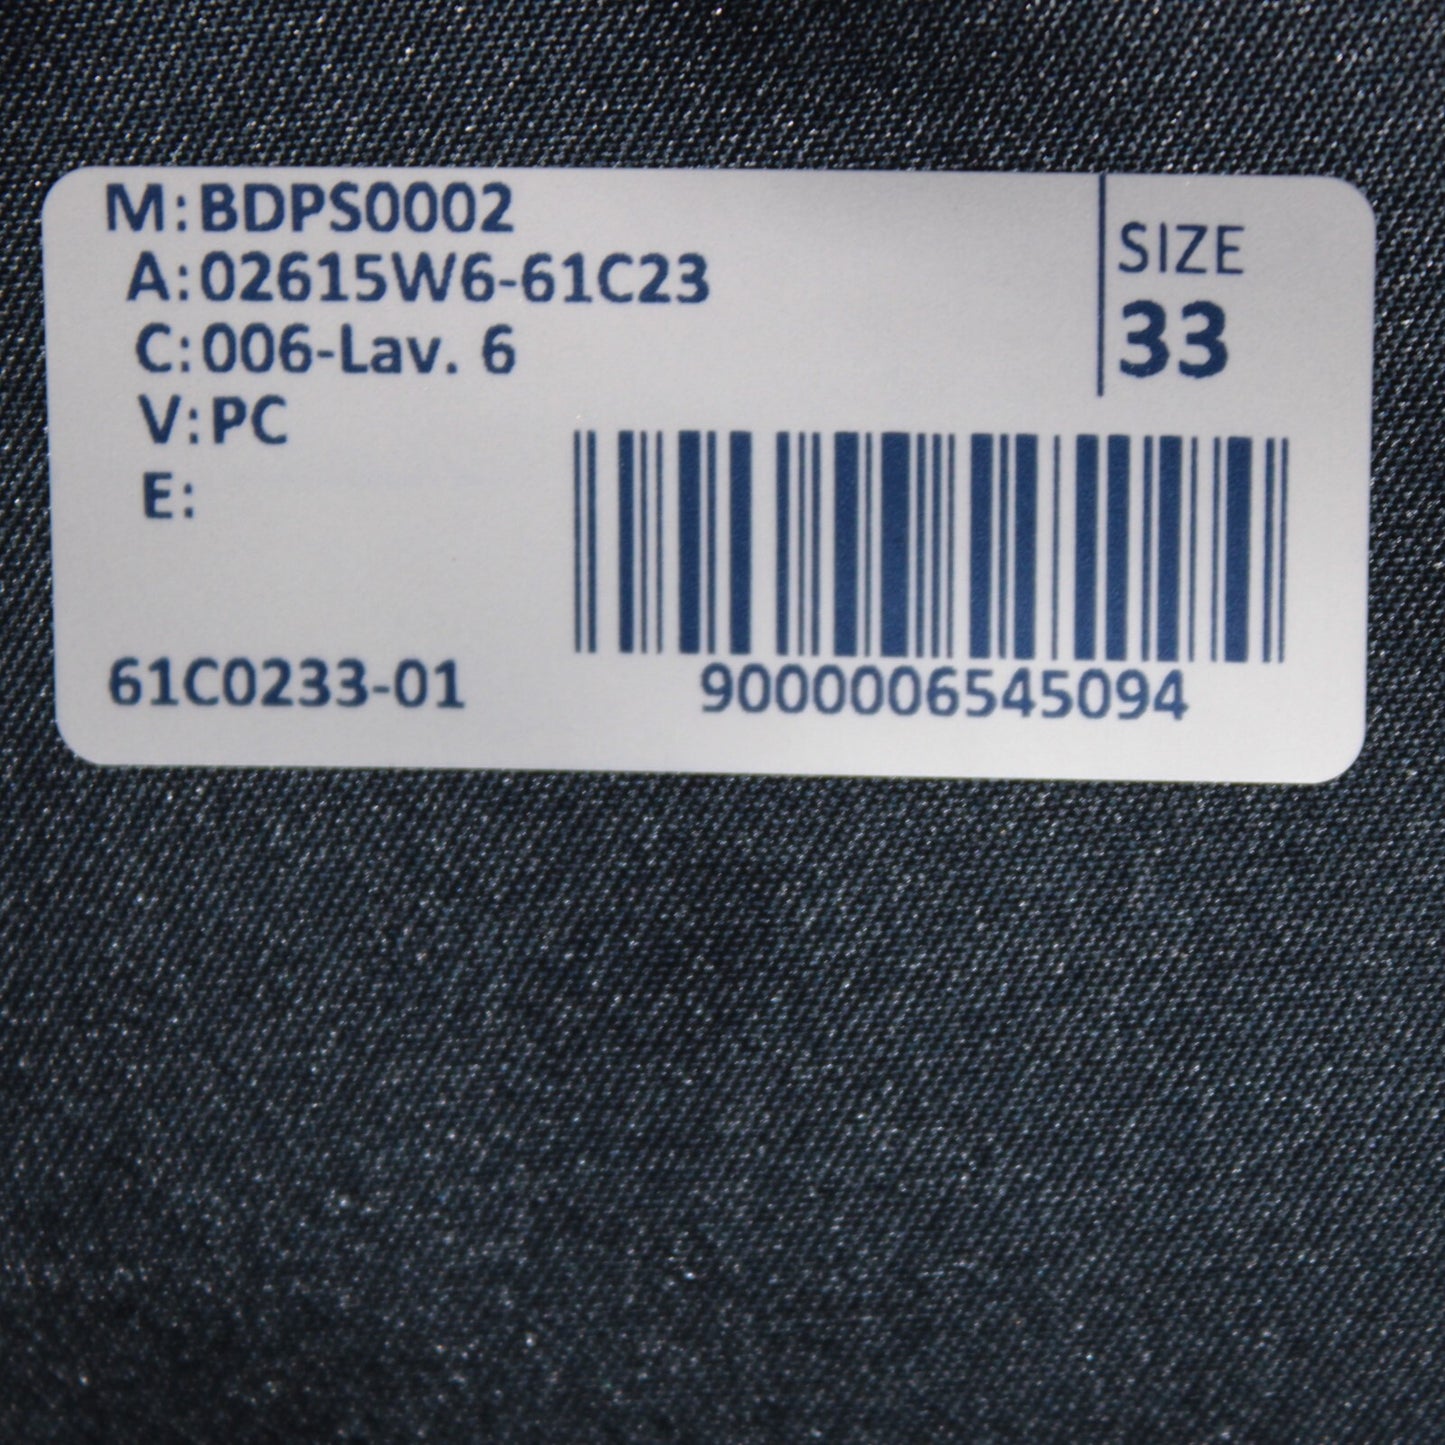 M:BDPS0002
A:02615W6-61C23
C:006-Lav. 6
V:PC
E:
SIZE
33
61C0233-01
9000006545094